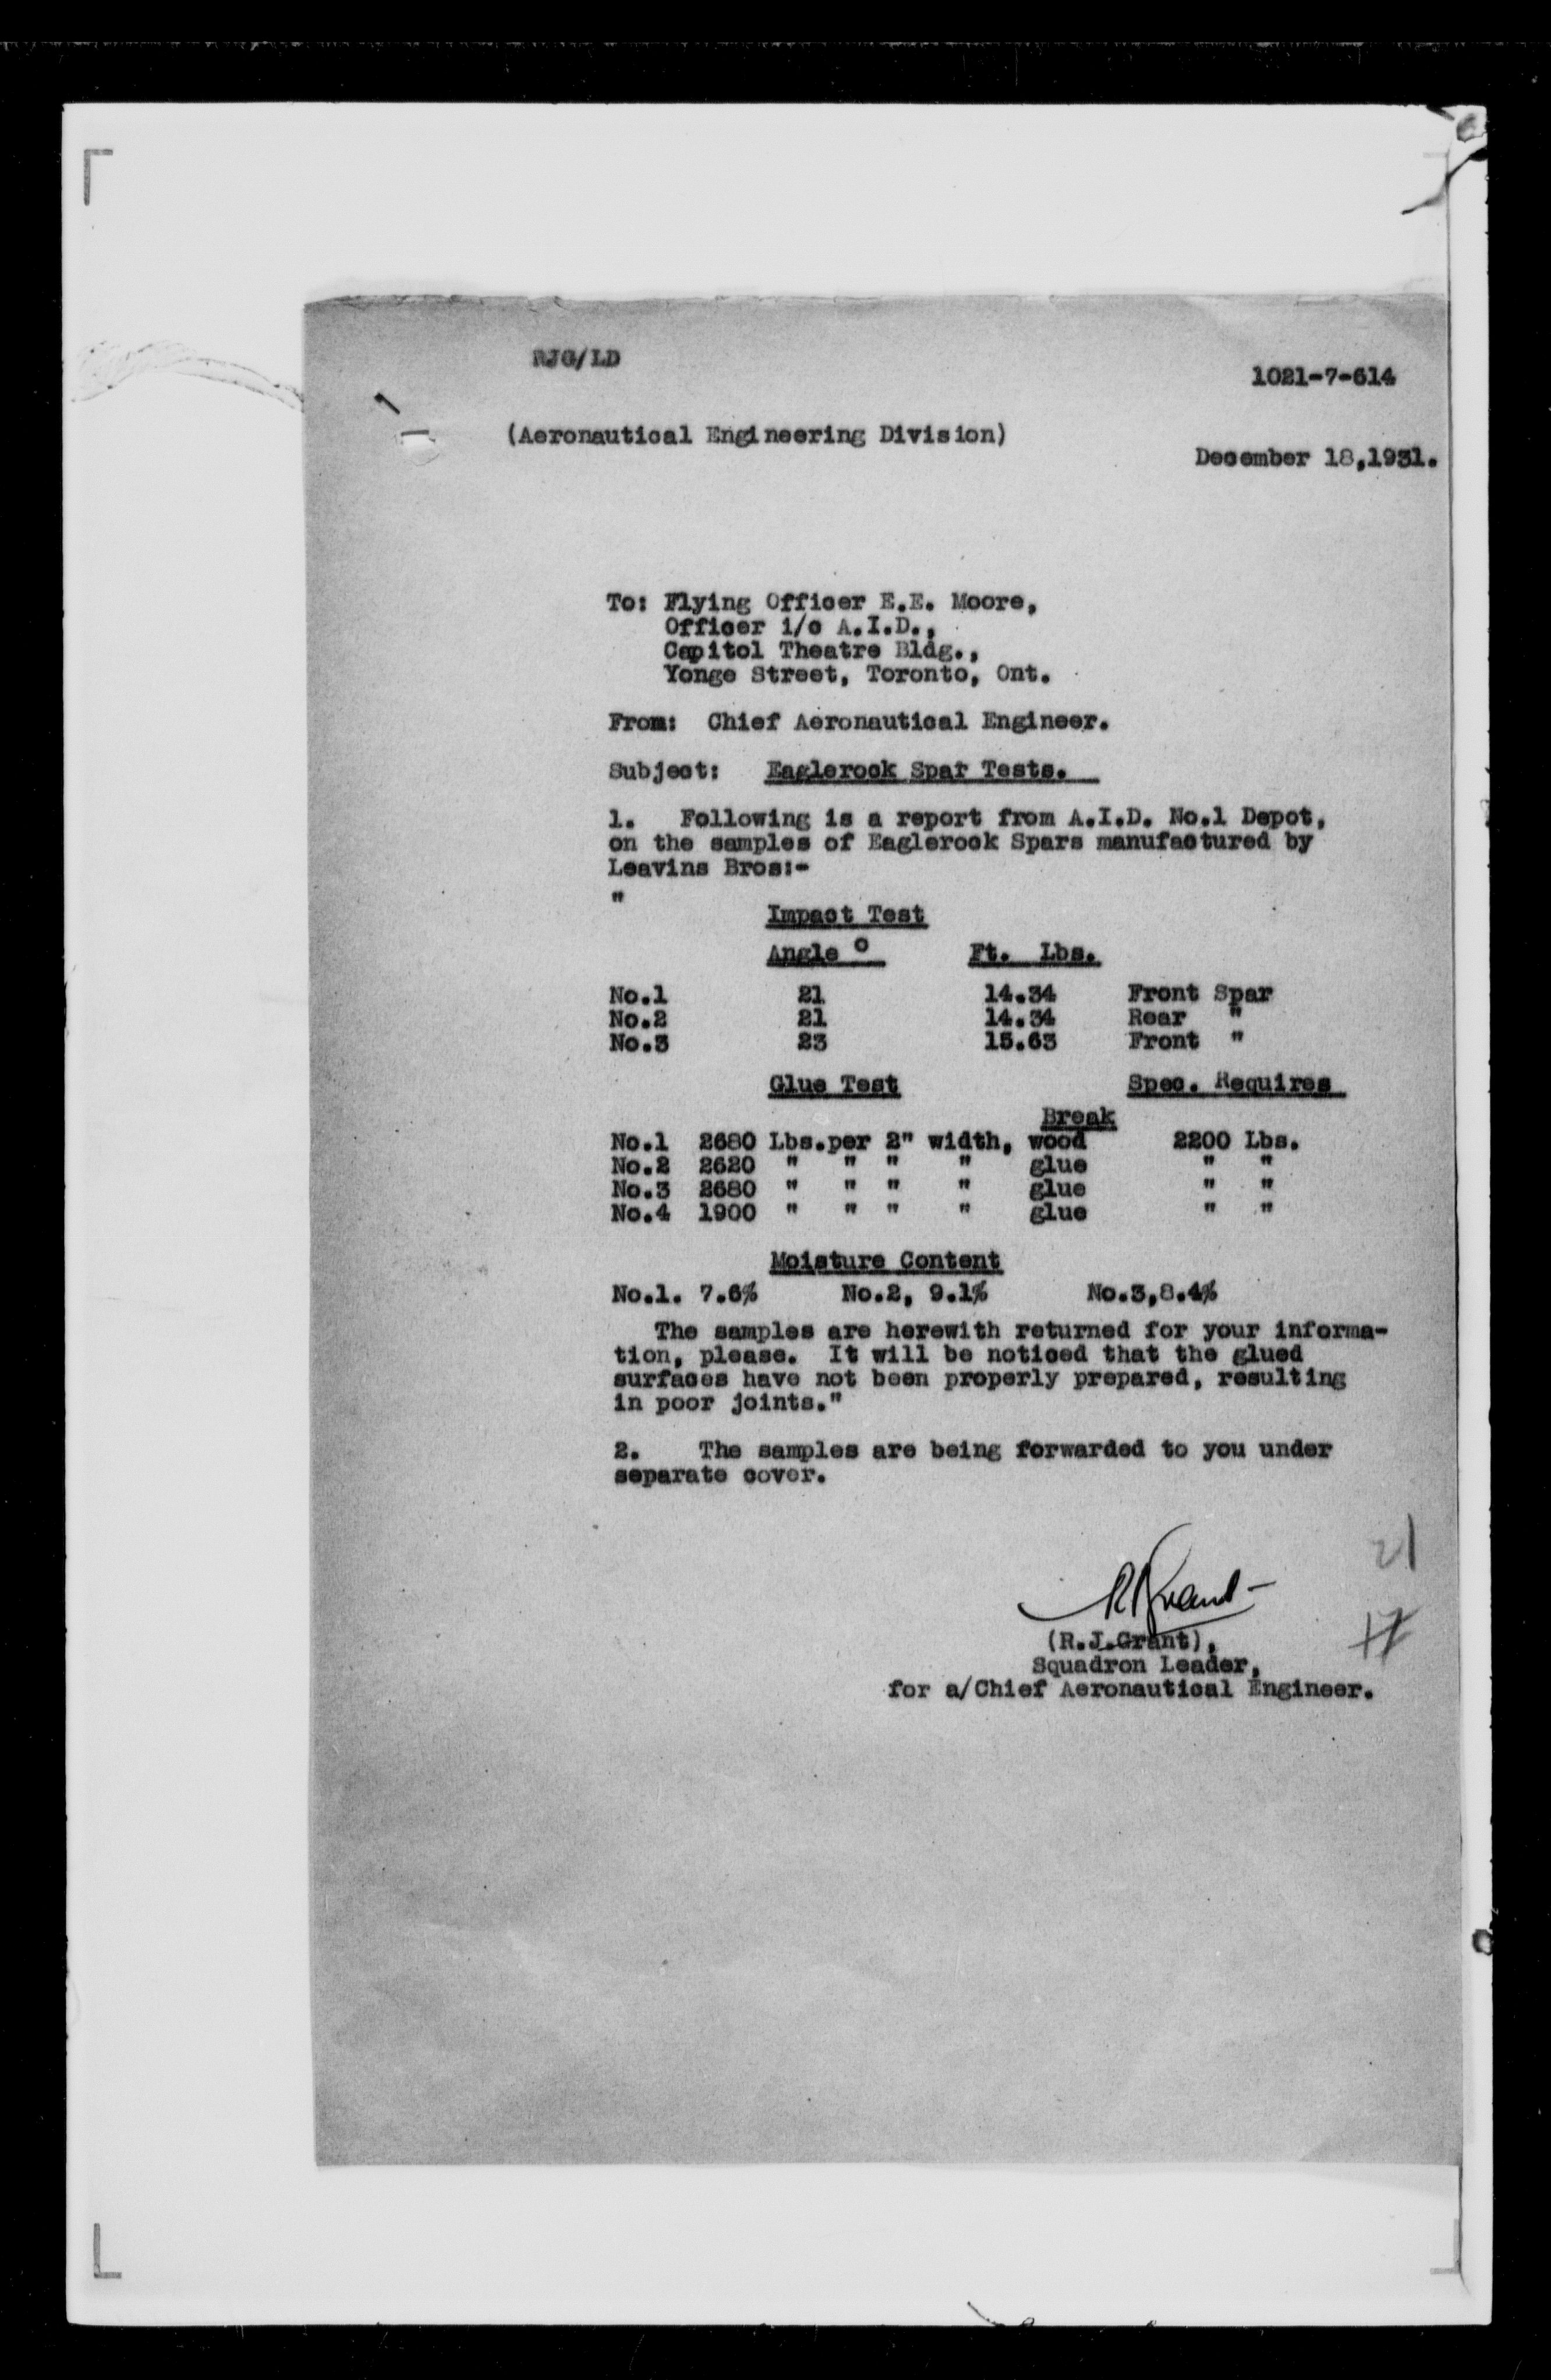 RJG/LD
1021-7-614
(Aeronautical Engineering Division)
December 18,1931.
To: Flying Officer E.E. Moore,
Officer i/c A.I.D.,
Capitol Theatre Bldg.,
Yonge Street, Toronto, Ont.
From: Chief Aeronautical Engineer.
Subject: Eaglerock Spar Tests.
1. Following is a report from A.I.D. No.1 Depot,
on the samples of Eaglerock Spars manufactured by
Leavins Bros:-
"
Impact Test
Angle ° Ft. Lbs.
No.1 21 14.34 Front Spar
No.2 21 14.34 Rear "
No.3 23 15.63 Front "
Glue Test Spec. Requires
Break
No.1 2680 Lbs.per 2" width, wood 2200 Lbs.
No.2 2620 " " " " glue " "
No.3 2680 " " " " glue " "
No.4 1900 " " " " glue " "
Moisture Content
No.1. 7.6% No.2, 9.1% No.3,8.4%
The samples are herewith returned for your informa-
tion, please. It will be noticed that the glued
surfaces have not been properly prepared, resulting
in poor joints."
2. The samples are being forwarded to you under
separate cover.
21
RJGrant
(R.J.Grant),
17
Squadron Leader,
for a/Chief Aeronautical Engineer.